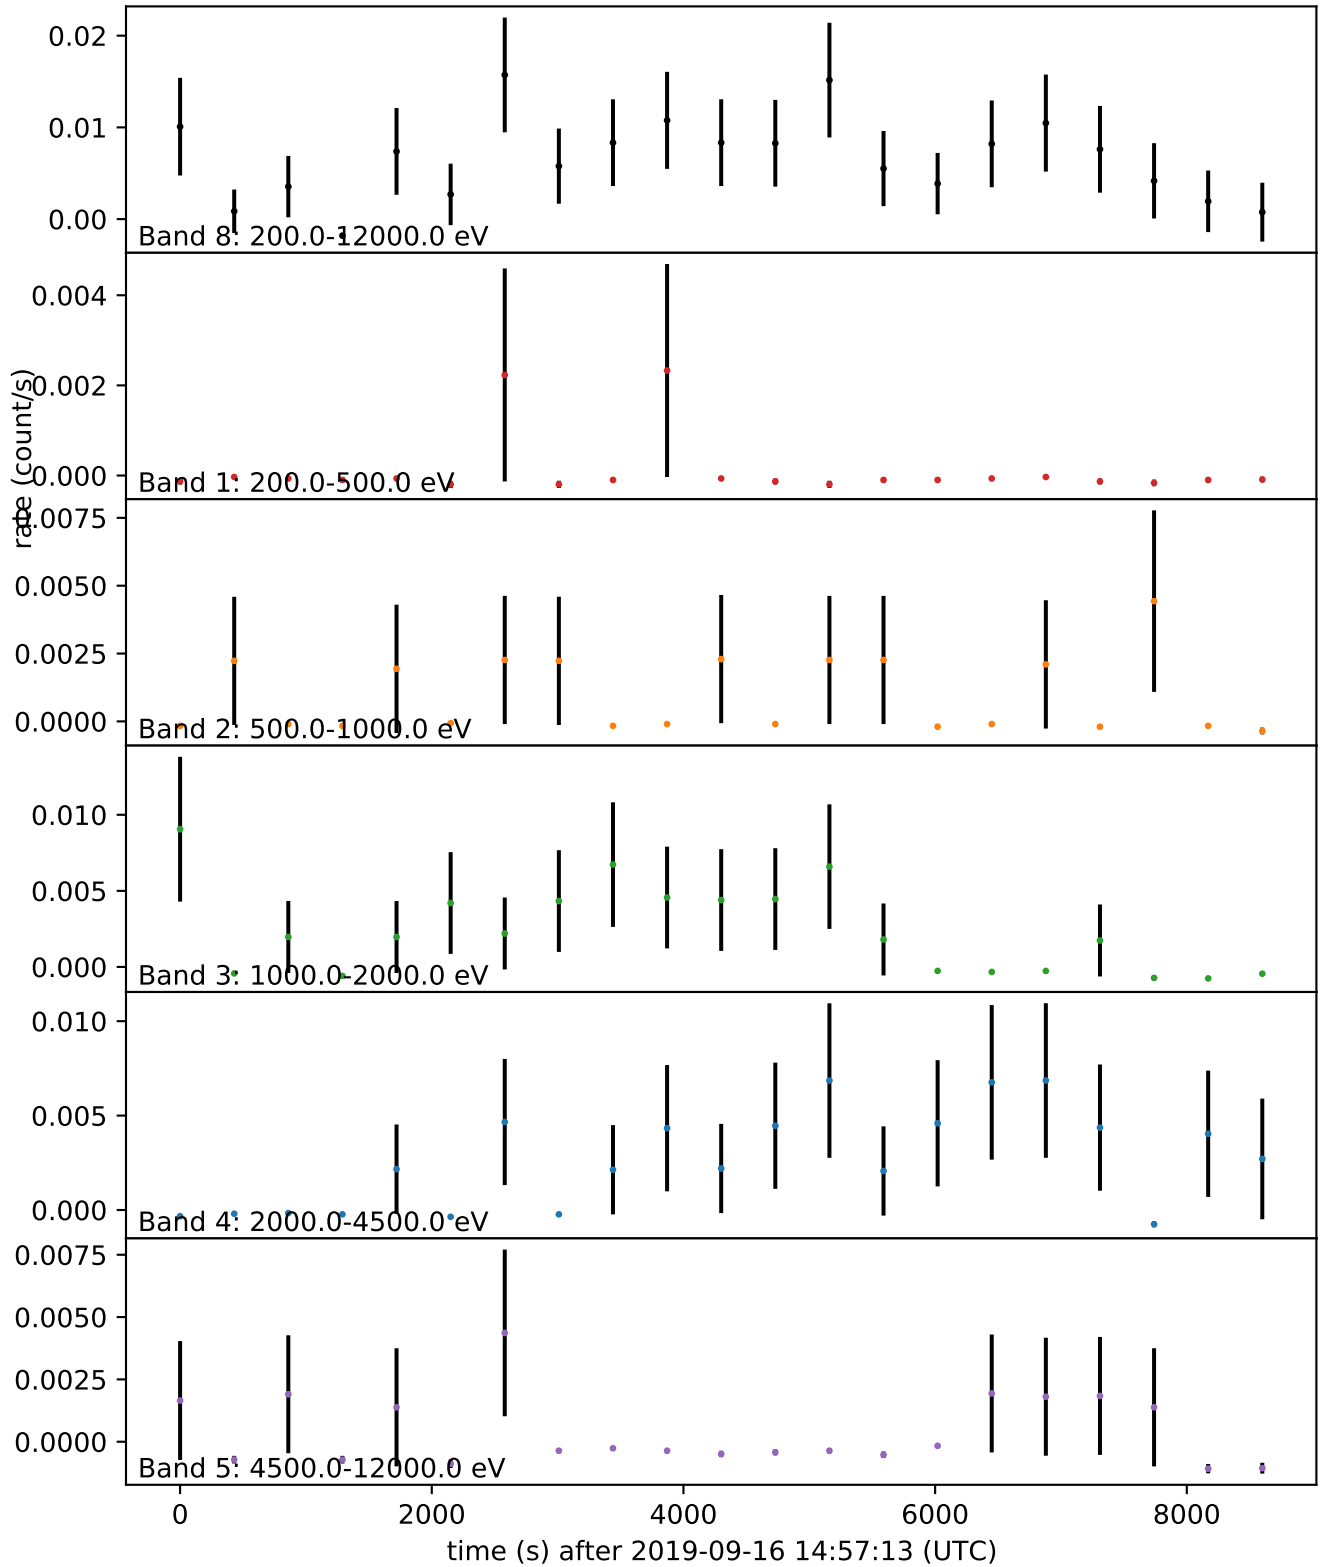 0.02
0.01
0.00
Band 8: 200.0-12000.0 eV
0.004
0.002
0.000
Band 1: 200.0-500.0 eV
rate (count/s)
0.0075
0.0050
0.0025
0.0000
Band 2: 500.0-1000.0 eV
0.010
0.005
0.000
Band 3: 1000.0-2000.0 eV
0.010
0.005
0.000
Band 4: 2000.0-4500.0 eV
0.0075
0.0050
0.0025
0.0000
Band 5: 4500.0-12000.0 eV
0 2000 4000 6000 8000
time (s) after 2019-09-16 14:57:13 (UTC)